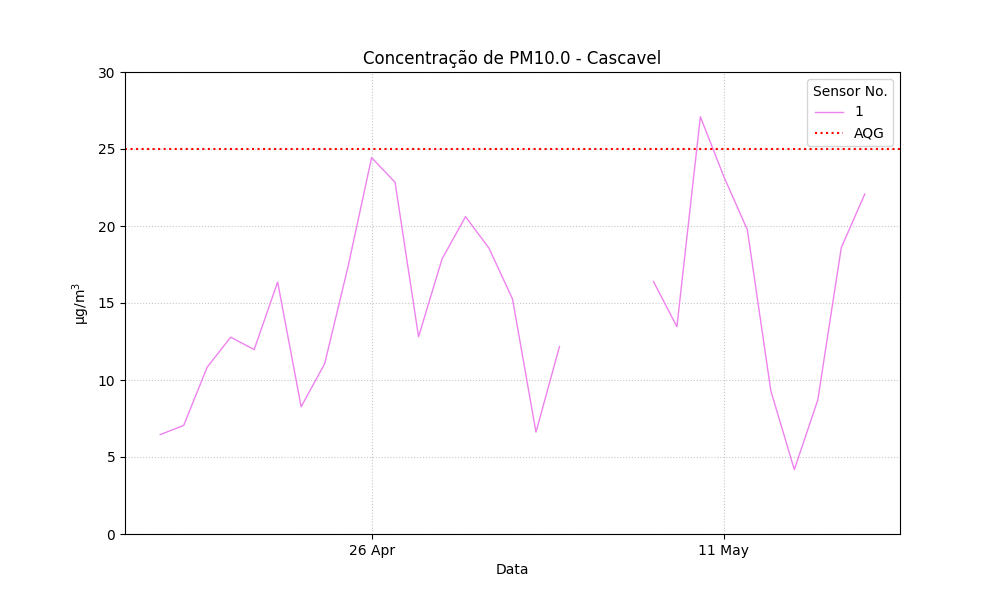 Concentração de PM10.0 - Cascavel
30
25
20
15
10
5
0
µg/m³
Sensor No.
1
AQG
26 Apr
11 May
Data